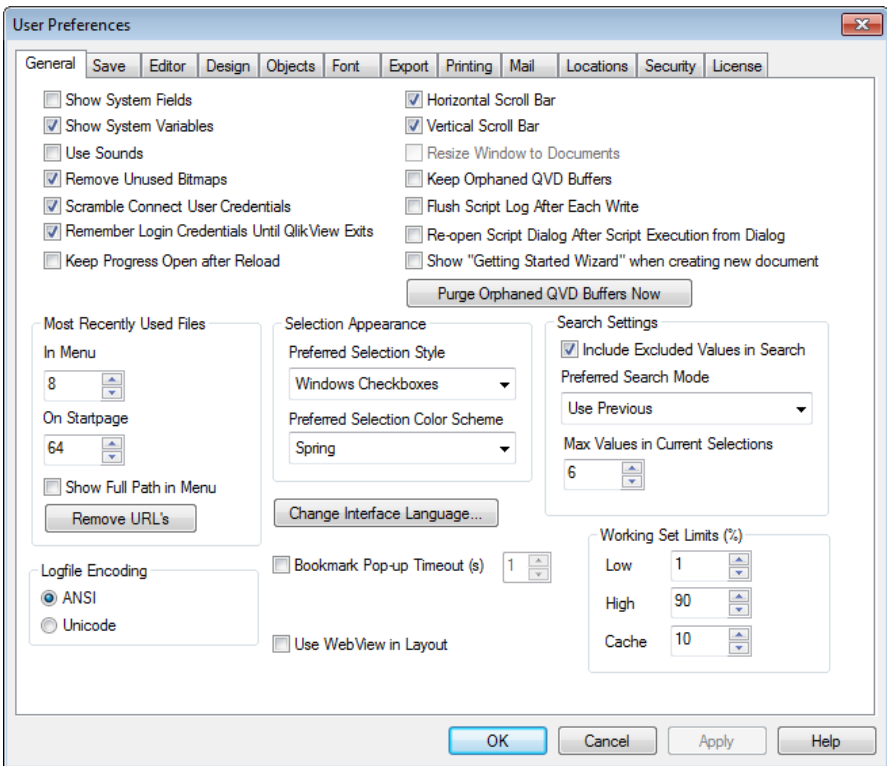 User Preferences
General Save Editor Design Objects Font Export Printing Mail Locations Security License
Show System Fields
Show System Variables
Use Sounds
Remove Unused Bitmaps
Scramble Connect User Credentials
Remember Login Credentials Until QlikView Exits
Keep Progress Open after Reload
Horizontal Scroll Bar
Vertical Scroll Bar
Resize Window to Documents
Keep Orphaned QVD Buffers
Flush Script Log After Each Write
Re-open Script Dialog After Script Execution from Dialog
Show "Getting Started Wizard" when creating new document
Purge Orphaned QVD Buffers Now
Most Recently Used Files
In Menu
8
On Startpage
64
Show Full Path in Menu
Remove URL's
Selection Appearance
Preferred Selection Style
Windows Checkboxes
Preferred Selection Color Scheme
Spring
Change Interface Language...
Search Settings
Include Excluded Values in Search
Preferred Search Mode
Use Previous
Max Values in Current Selections
6
Logfile Encoding
ANSI
Unicode
Bookmark Pop-up Timeout (s) 1
Use WebView in Layout
Working Set Limits (%)
Low 1
High 90
Cache 10
OK Cancel Apply Help